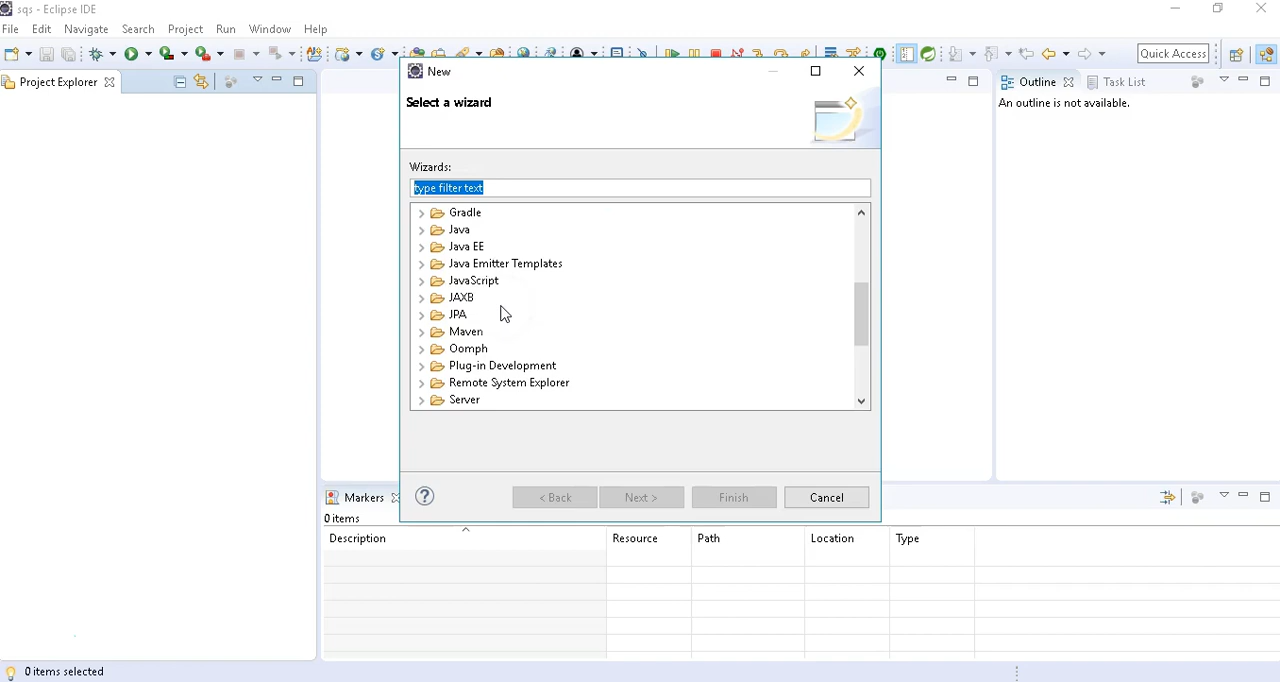 sqs - Eclipse IDE
File Edit Navigate Search Project Run Window Help
Quick Access
Project Explorer
New
Outline Task List
Select a wizard
An outline is not available.
Wizards:
type filter text
Gradle
Java
Java EE
Java Emitter Templates
JavaScript
JAXB
JPA
Maven
Oomph
Plug-in Development
Remote System Explorer
Server
< Back Next > Finish Cancel
Markers
0 items
Description Resource Path Location Type
0 items selected